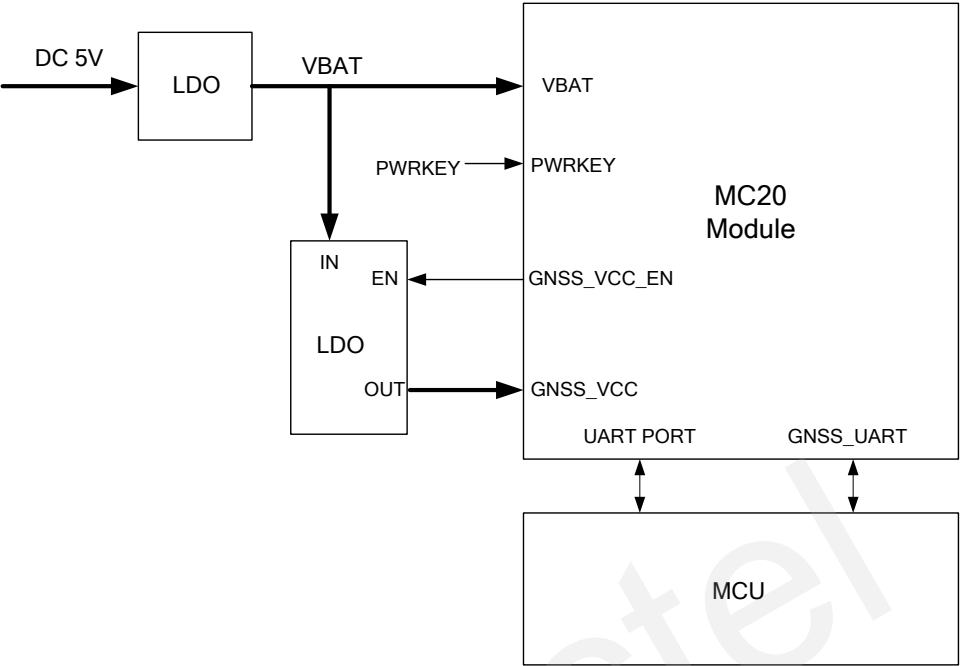 DC 5V
LDO
VBAT
VBAT
PWRKEY
PWRKEY
MC20
Module
IN
EN
GNSS_VCC_EN
LDO
OUT
GNSS_VCC
UART PORT
GNSS_UART
MCU